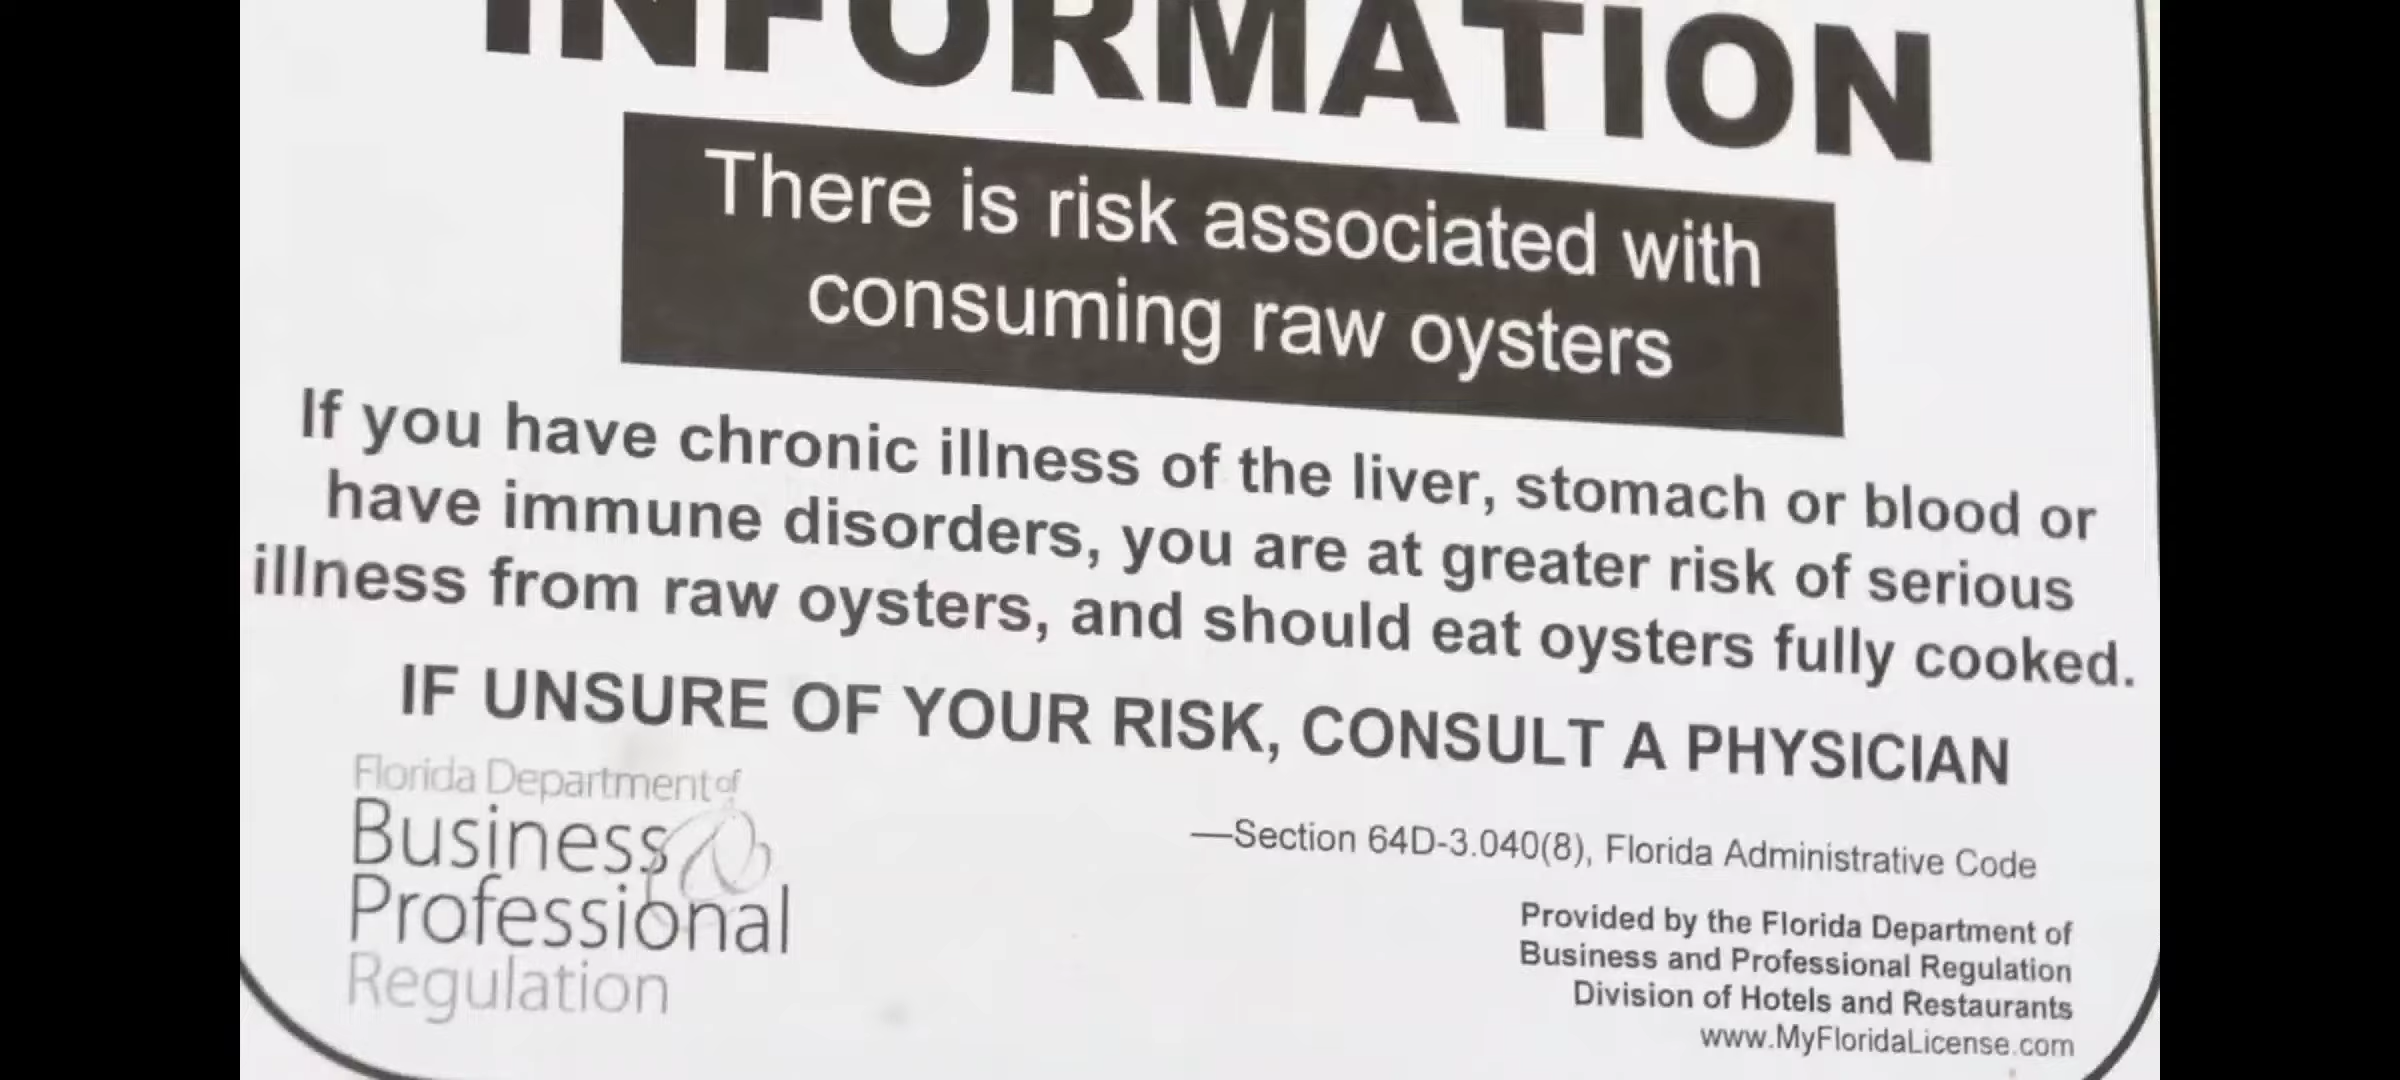 INFORMATION
There is risk associated with
consuming raw oysters
If you have chronic illness of the liver, stomach or blood or
have immune disorders, you are at greater risk of serious
illness from raw oysters, and should eat oysters fully cooked.
IF UNSURE OF YOUR RISK, CONSULT A PHYSICIAN
Florida Department of
Business
Professional
Regulation
—Section 64D-3.040(8), Florida Administrative Code
Provided by the Florida Department of
Business and Professional Regulation
Division of Hotels and Restaurants
www.MyFloridaLicense.com